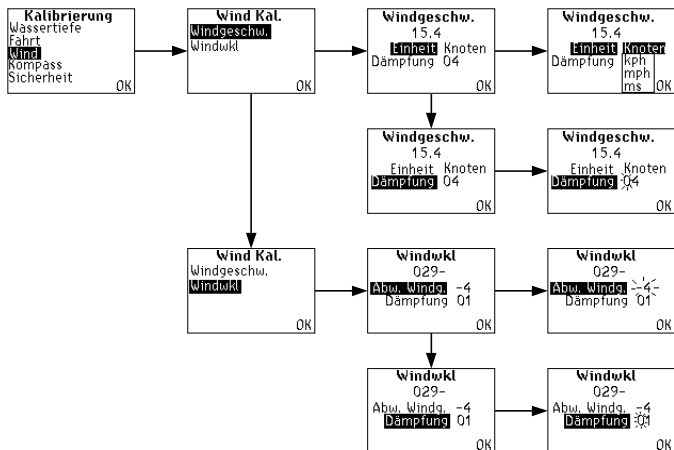 Kalibrierung
Wassertiefe
Fahrt
Wind
Kompass
Sicherheit
OK
Wind Kal.
Windgeschw.
Windwkl
OK
Windgeschw.
15.4
Einheit Knoten
Dämpfung 04
OK
Windgeschw.
15.4
Einheit Knoten
Dämpfung kph
mph
ms OK
Windgeschw.
15.4
Einheit Knoten
Dämpfung 04
OK
Windgeschw.
15.4
Einheit Knoten
Dämpfung 04
OK
Wind Kal.
Windgeschw.
Windwkl
OK
Windwkl
029-
Abw. Windg. -4
Dämpfung 01
OK
Windwkl
029-
Abw. Windg. -4
Dämpfung 01
OK
Windwkl
029-
Abw. Windg. -4
Dämpfung 01
OK
Windwkl
029-
Abw. Windg. -4
Dämpfung 01
OK